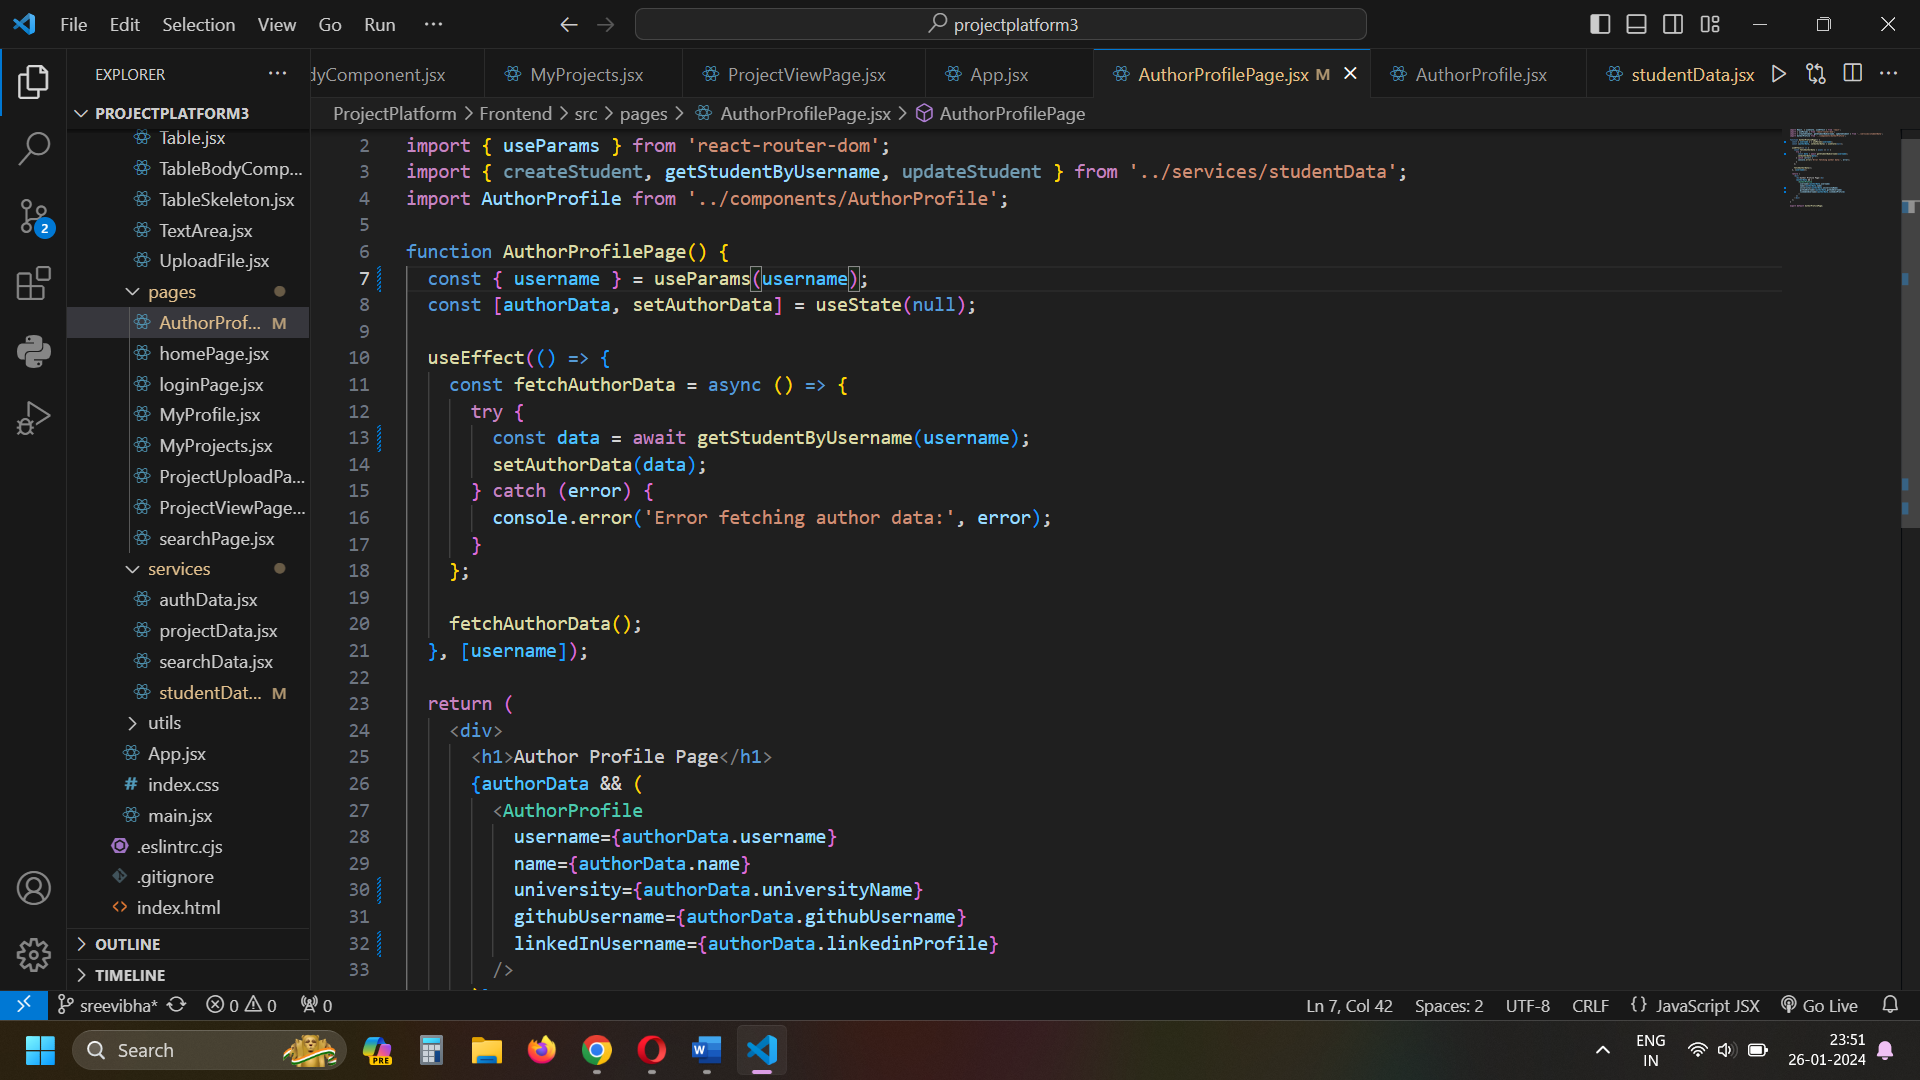 File Edit Selection View Go Run ···
projectplatform3
EXPLORER
dyComponent.jsx
MyProjects.jsx
ProjectViewPage.jsx
App.jsx
AuthorProfilePage.jsx M
AuthorProfile.jsx
studentData.jsx
PROJECTPLATFORM3
Table.jsx
TableBodyComp...
TableSkeleton.jsx
TextArea.jsx
UploadFile.jsx
pages
AuthorProf... M
homePage.jsx
loginPage.jsx
MyProfile.jsx
MyProjects.jsx
ProjectUploadPa...
ProjectViewPage...
searchPage.jsx
services
authData.jsx
projectData.jsx
searchData.jsx
studentDat... M
utils
App.jsx
# index.css
main.jsx
.eslintrc.cjs
.gitignore
<> index.html
OUTLINE
TIMELINE
2
ProjectPlatform > Frontend > src > pages > AuthorProfilePage.jsx > AuthorProfilePage
2 import { useParams } from 'react-router-dom';
3 import { createStudent, getStudentByUsername, updateStudent } from '../services/studentData';
4 import AuthorProfile from '../components/AuthorProfile';
5
6 function AuthorProfilePage() {
7 const { username } = useParams(username);
8 const [authorData, setAuthorData] = useState(null);
9
10 useEffect(() => {
11 const fetchAuthorData = async () => {
12 try {
13 const data = await getStudentByUsername(username);
14 setAuthorData(data);
15 } catch (error) {
16 console.error('Error fetching author data:', error);
17 }
18 };
19
20 fetchAuthorData();
21 }, [username]);
22
23 return (
24 <div>
25 <h1>Author Profile Page</h1>
26 {authorData && (
27 <AuthorProfile
28 username={authorData.username}
29 name={authorData.name}
30 university={authorData.universityName}
31 githubUsername={authorData.githubUsername}
32 linkedInUsername={authorData.linkedinProfile}
33 />
sreevibha* 0 0 0
Ln 7, Col 42 Spaces: 2 UTF-8 CRLF {} JavaScript JSX Go Live
Search
PRE
ENG
IN
23:51
26-01-2024